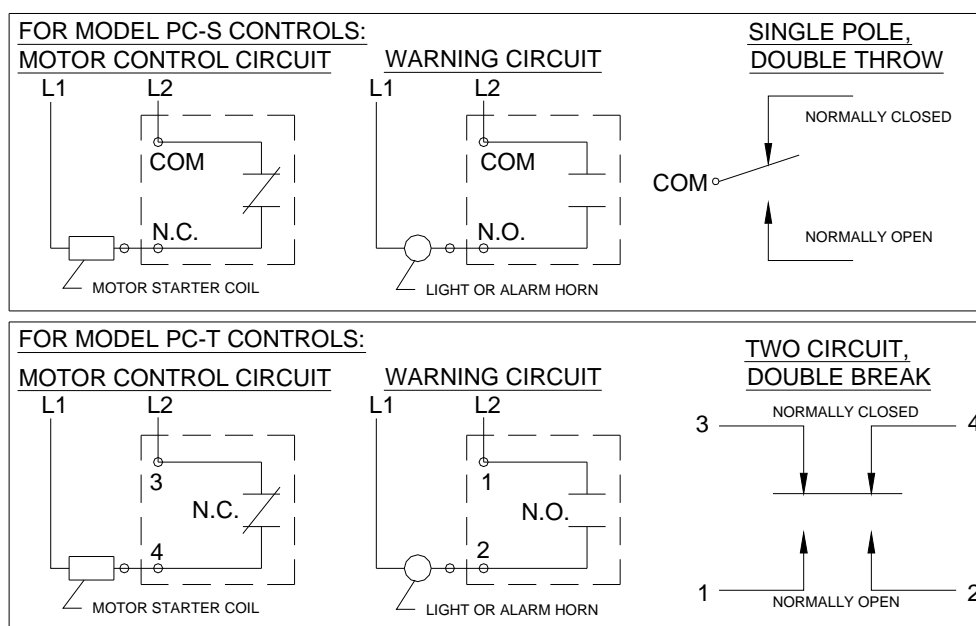 FOR MODEL PC-S CONTROLS:
MOTOR CONTROL CIRCUIT
WARNING CIRCUIT
SINGLE POLE,
DOUBLE THROW
L1
L2
L1
L2
NORMALLY CLOSED
COM
COM
COM
N.C.
N.O.
NORMALLY OPEN
MOTOR STARTER COIL
LIGHT OR ALARM HORN
FOR MODEL PC-T CONTROLS:
MOTOR CONTROL CIRCUIT
WARNING CIRCUIT
TWO CIRCUIT,
DOUBLE BREAK
L1
L2
L1
L2
NORMALLY CLOSED
3
4
3
1
N.C.
N.O.
4
2
1
NORMALLY OPEN
2
MOTOR STARTER COIL
LIGHT OR ALARM HORN